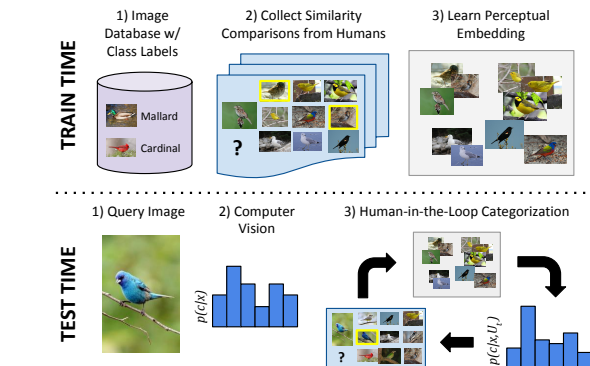 1) Image
Database w/
Class Labels
2) Collect Similarity
Comparisons from Humans
3) Learn Perceptual
Embedding
TRAIN TIME
Mallard
Cardinal
?
1) Query Image
2) Computer
Vision
3) Human-in-the-Loop Categorization
TEST TIME
p(c|x)
?
p(c|x,Uₜ)